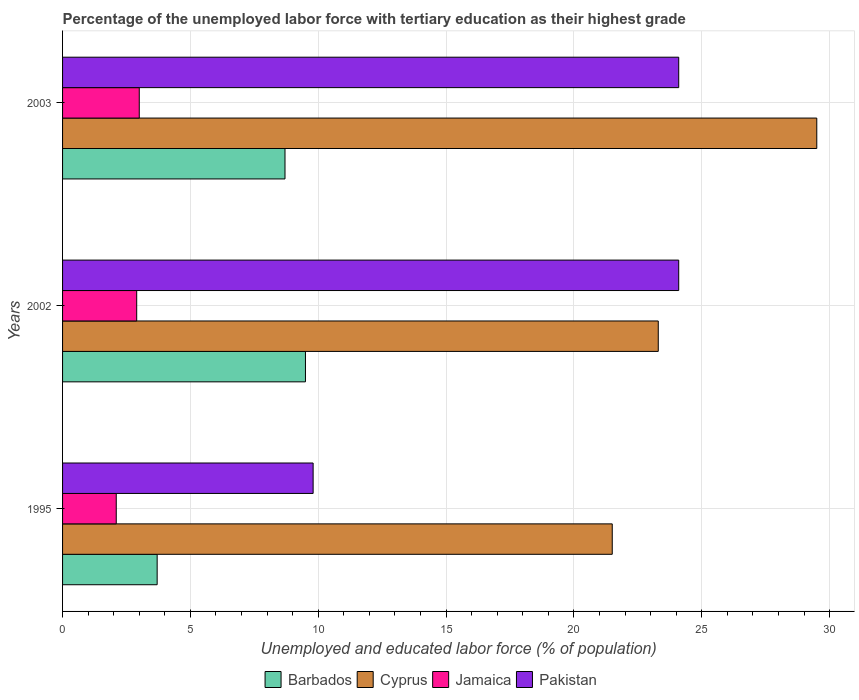 Percentage of the unemployed labor force with tertiary education as their highest grade
Years
2003
2002
1995
0
5
10
15
20
25
30
Unemployed and educated labor force (% of population)
Barbados
Cyprus
Jamaica
Pakistan